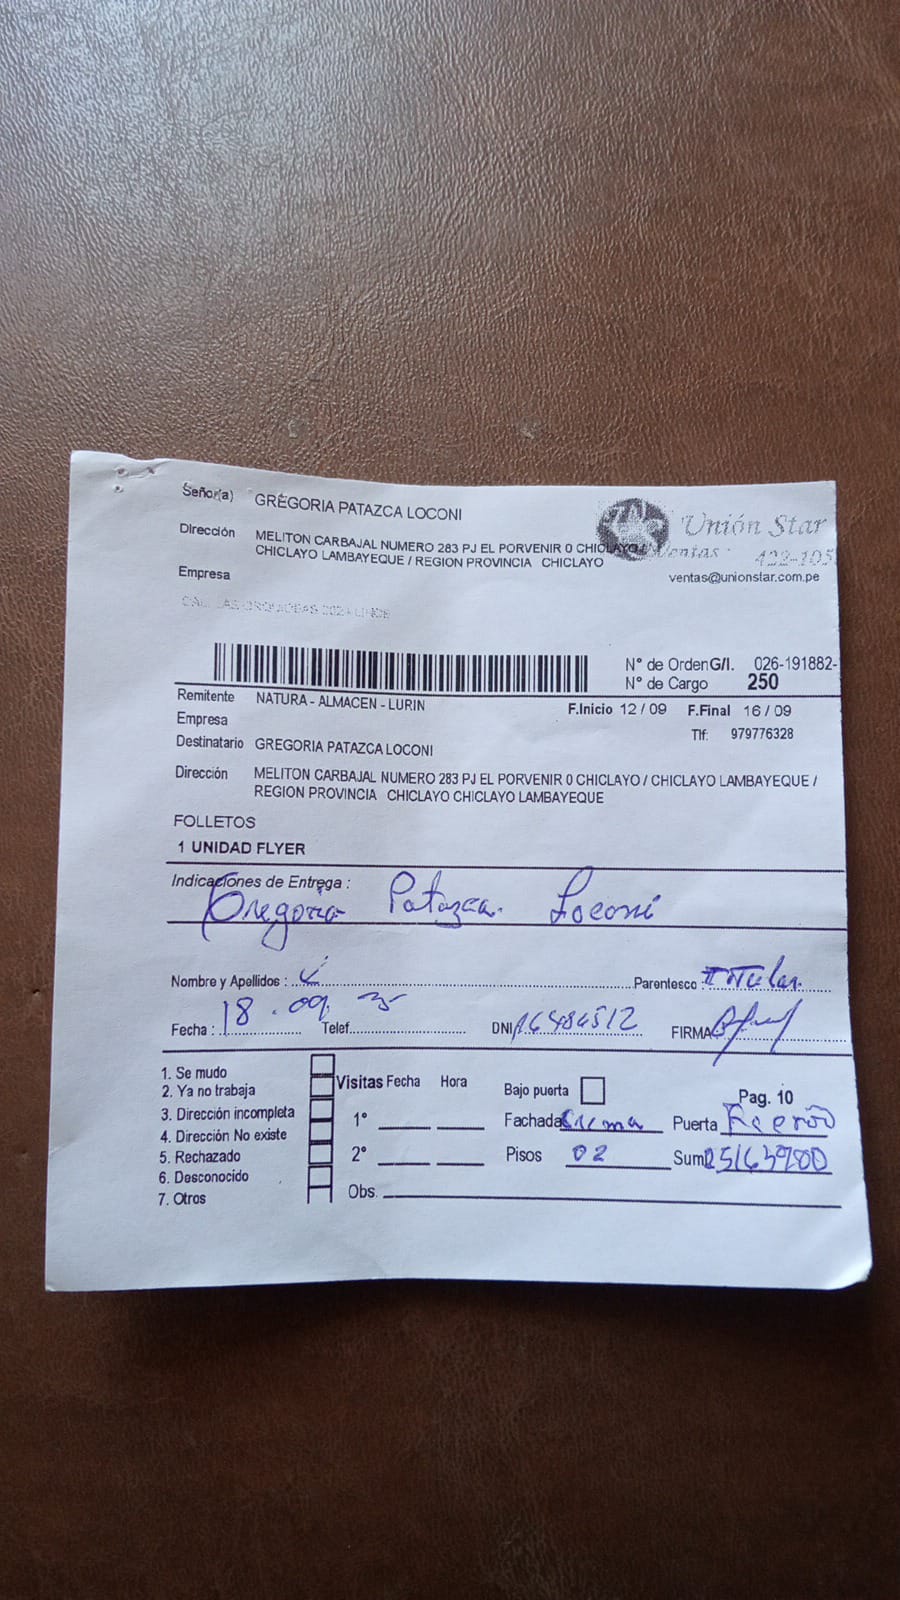 Señor(a) GREGORIA PATAZCA LOCONI
Unión Star
Dirección MELITON CARBAJAL NUMERO 283 PJ EL PORVENIR 0 CHICLAYO /
CHICLAYO LAMBAYEQUE / REGION PROVINCIA CHICLAYO
Ventas: 422-105
ventas@unionstar.com.pe
Empresa
N° de Orden G/I. 026-191882-
N° de Cargo 250
Remitente NATURA - ALMACEN - LURIN
F.Inicio 12 / 09 F.Final 16 / 09
Empresa
Tlf: 979776328
Destinatario GREGORIA PATAZCA LOCONI
Dirección MELITON CARBAJAL NUMERO 283 PJ EL PORVENIR 0 CHICLAYO / CHICLAYO LAMBAYEQUE /
REGION PROVINCIA CHICLAYO CHICLAYO LAMBAYEQUE
FOLLETOS
1 UNIDAD FLYER
Indicaciones de Entrega :
Gregoria Patazca Loconi
Nombre y Apellidos : Parentesco : Titular.
Fecha : 18.09. Telef. DNI 16484512 FIRMA
1. Se mudo
2. Ya no trabaja
3. Dirección incompleta
4. Dirección No existe
5. Rechazado
6. Desconocido
7. Otros
Visitas Fecha Hora
1°
2°
Obs.
Bajo puerta
Pag. 10
Fachada Crema Puerta
Pisos 02 Sum